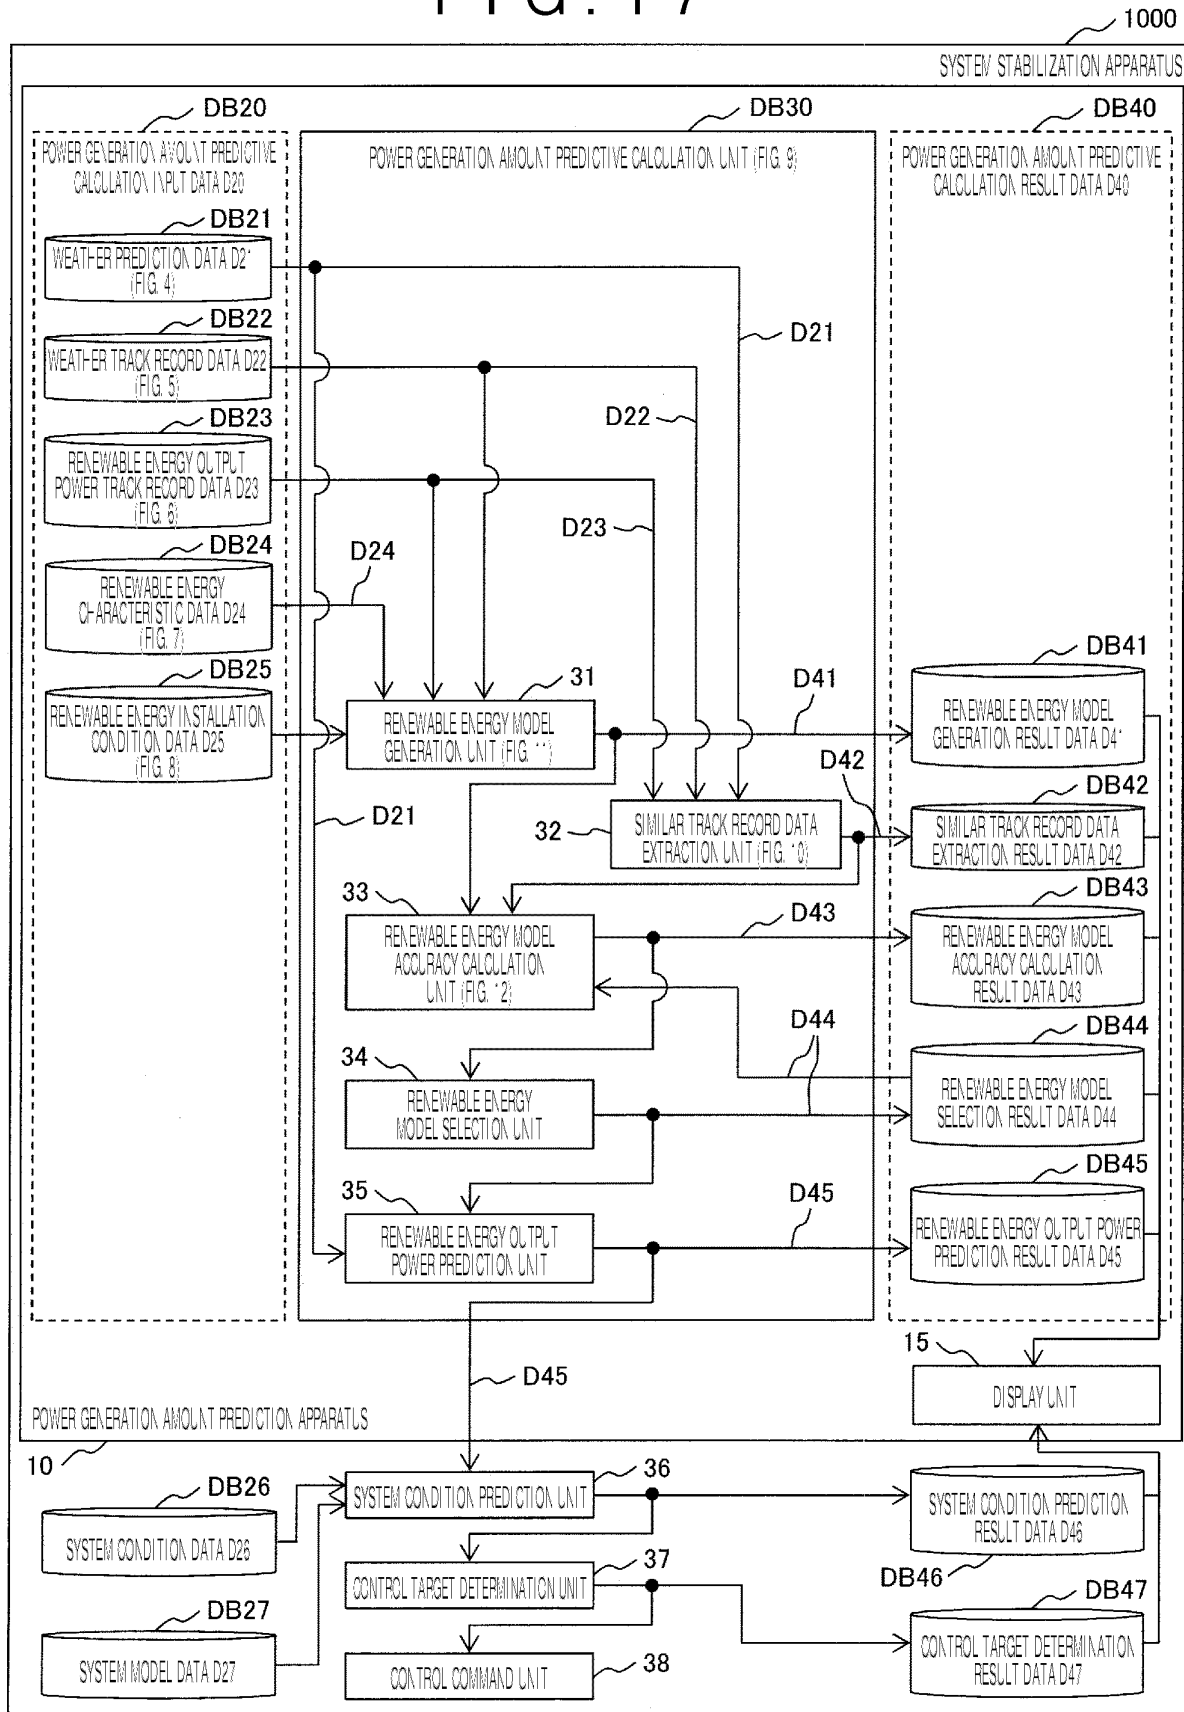 FIG. 17
1000
SYSTEM STABILIZATION APPARATUS
DB20
POWER GENERATION AMOUNT PREDICTIVE
CALCULATION INPUT DATA D20
DB30
POWER GENERATION AMOUNT PREDICTIVE CALCULATION UNIT (FIG. 9)
DB40
POWER GENERATION AMOUNT PREDICTIVE
CALCULATION RESULT DATA D40
DB21
WEATHER PREDICTION DATA D21
(FIG. 4)
DB22
WEATHER TRACK RECORD DATA D22
(FIG. 5)
DB23
RENEWABLE ENERGY OUTPUT
POWER TRACK RECORD DATA D23
(FIG. 6)
DB24
RENEWABLE ENERGY
CHARACTERISTIC DATA D24
(FIG. 7)
DB25
RENEWABLE ENERGY INSTALLATION
CONDITION DATA D25
(FIG. 8)
D21
D22
D23
D24
31
RENEWABLE ENERGY MODEL
GENERATION UNIT (FIG. 11)
D41
DB41
RENEWABLE ENERGY MODEL
GENERATION RESULT DATA D41
D21
32
SIMILAR TRACK RECORD DATA
EXTRACTION UNIT (FIG. 10)
D42
DB42
SIMILAR TRACK RECORD DATA
EXTRACTION RESULT DATA D42
33
RENEWABLE ENERGY MODEL
ACCURACY CALCULATION
UNIT (FIG. 12)
D43
DB43
RENEWABLE ENERGY MODEL
ACCURACY CALCULATION
RESULT DATA D43
D44
34
RENEWABLE ENERGY
MODEL SELECTION UNIT
DB44
RENEWABLE ENERGY MODEL
SELECTION RESULT DATA D44
35
RENEWABLE ENERGY OUTPUT
POWER PREDICTION UNIT
D45
DB45
RENEWABLE ENERGY OUTPUT POWER
PREDICTION RESULT DATA D45
D45
15
DISPLAY UNIT
POWER GENERATION AMOUNT PREDICTION APPARATUS
10
DB26
SYSTEM CONDITION DATA D26
36
SYSTEM CONDITION PREDICTION UNIT
SYSTEM CONDITION PREDICTION
RESULT DATA D46
DB46
37
CONTROL TARGET DETERMINATION UNIT
DB27
SYSTEM MODEL DATA D27
38
CONTROL COMMAND UNIT
DB47
CONTROL TARGET DETERMINATION
RESULT DATA D47